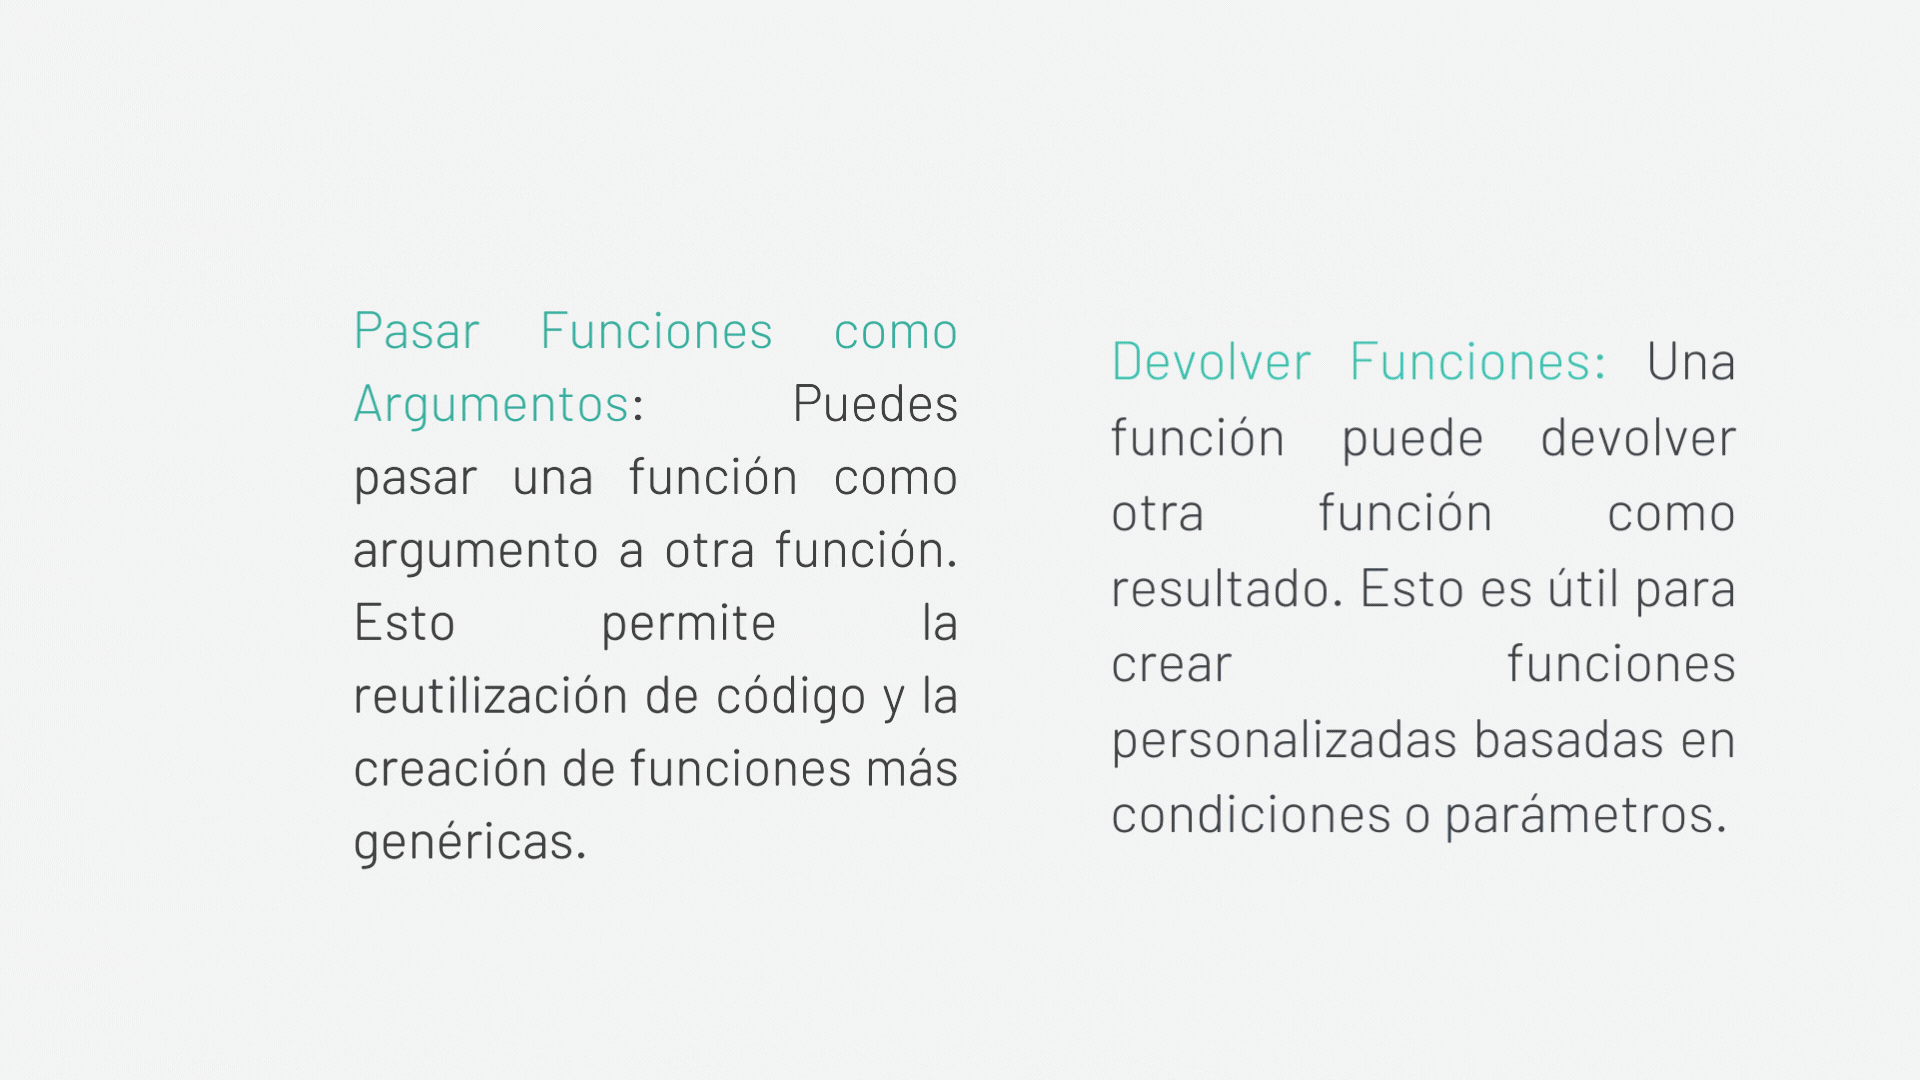 Pasar Funciones como
Argumentos: Puedes
pasar una función como
argumento a otra función.
Esto permite la
reutilización de código y la
creación de funciones más
genéricas.
Devolver Funciones: Una
función puede devolver
otra función como
resultado. Esto es útil para
crear funciones
personalizadas basadas en
condiciones o parámetros.